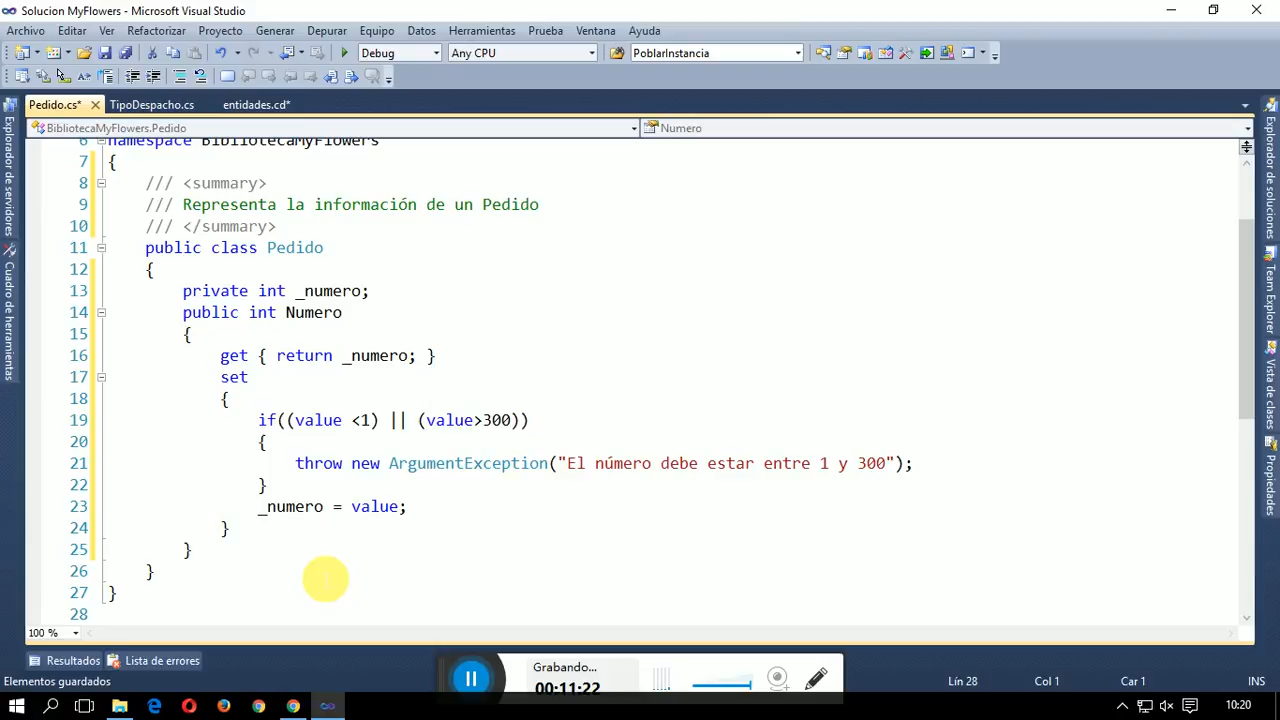 Solucion MyFlowers - Microsoft Visual Studio
Archivo Editar Ver Refactorizar Proyecto Generar Depurar Equipo Datos Herramientas Prueba Ventana Ayuda
Debug Any CPU PoblarInstancia
Pedido.cs* TipoDespacho.cs entidades.cd*
BibliotecaMyFlowers.Pedido Numero
6 namespace BibliotecaMyFlowers
7 {
8 /// <summary>
9 /// Representa la información de un Pedido
10 /// </summary>
11 public class Pedido
12 {
13 private int _numero;
14 public int Numero
15 {
16 get { return _numero; }
17 set
18 {
19 if((value <1) || (value>300))
20 {
21 throw new ArgumentException("El número debe estar entre 1 y 300");
22 }
23 _numero = value;
24 }
25 }
26 }
27 }
28
100 %
Explorador de servidores
Cuadro de herramientas
Explorador de soluciones
Team Explorer
Vista de clases
Propiedades
Resultados Lista de errores
Elementos guardados Lín 28 Col 1 Car 1 INS
Grabando...
00:11:22
10:20